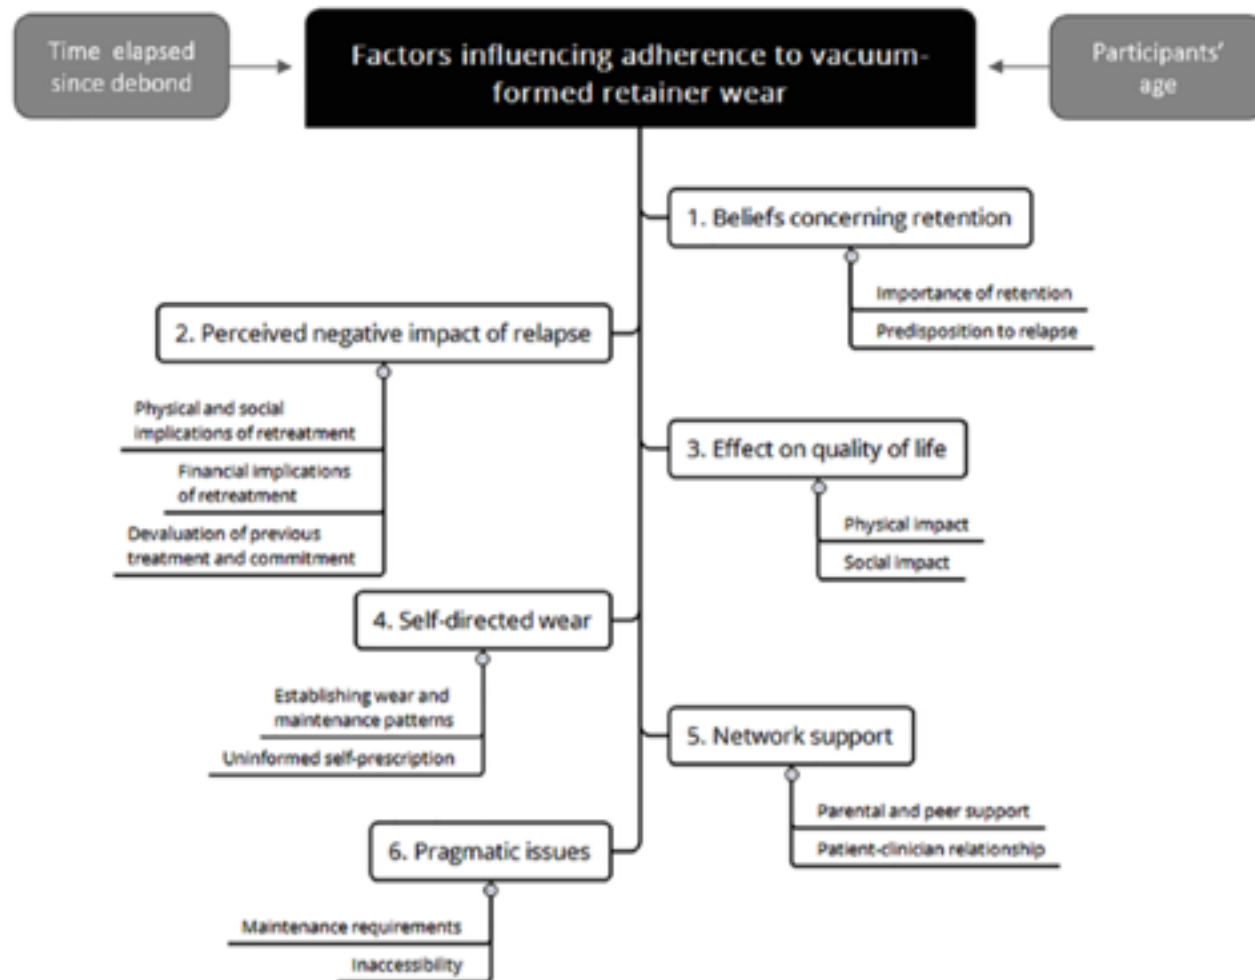 Time elapsed
since debond
Factors influencing adherence to vacuum-
formed retainer wear
Participants'
age
1. Beliefs concerning retention
Importance of retention
Predisposition to relapse
2. Perceived negative impact of relapse
Physical and social
implications of retreatment
Financial implications
of retreatment
Devaluation of previous
treatment and commitment
3. Effect on quality of life
Physical impact
Social impact
4. Self-directed wear
Establishing wear and
maintenance patterns
Uninformed self-prescription
5. Network support
Parental and peer support
Patient-clinician relationship
6. Pragmatic issues
Maintenance requirements
Inaccessibility